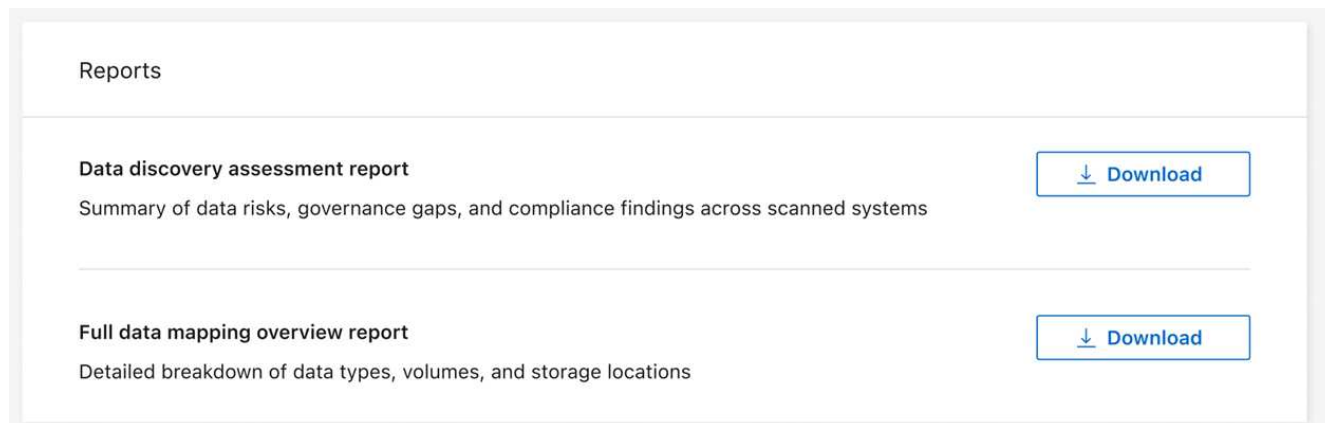 Reports
Data discovery assessment report
Download
Summary of data risks, governance gaps, and compliance findings across scanned systems
Full data mapping overview report
Download
Detailed breakdown of data types, volumes, and storage locations